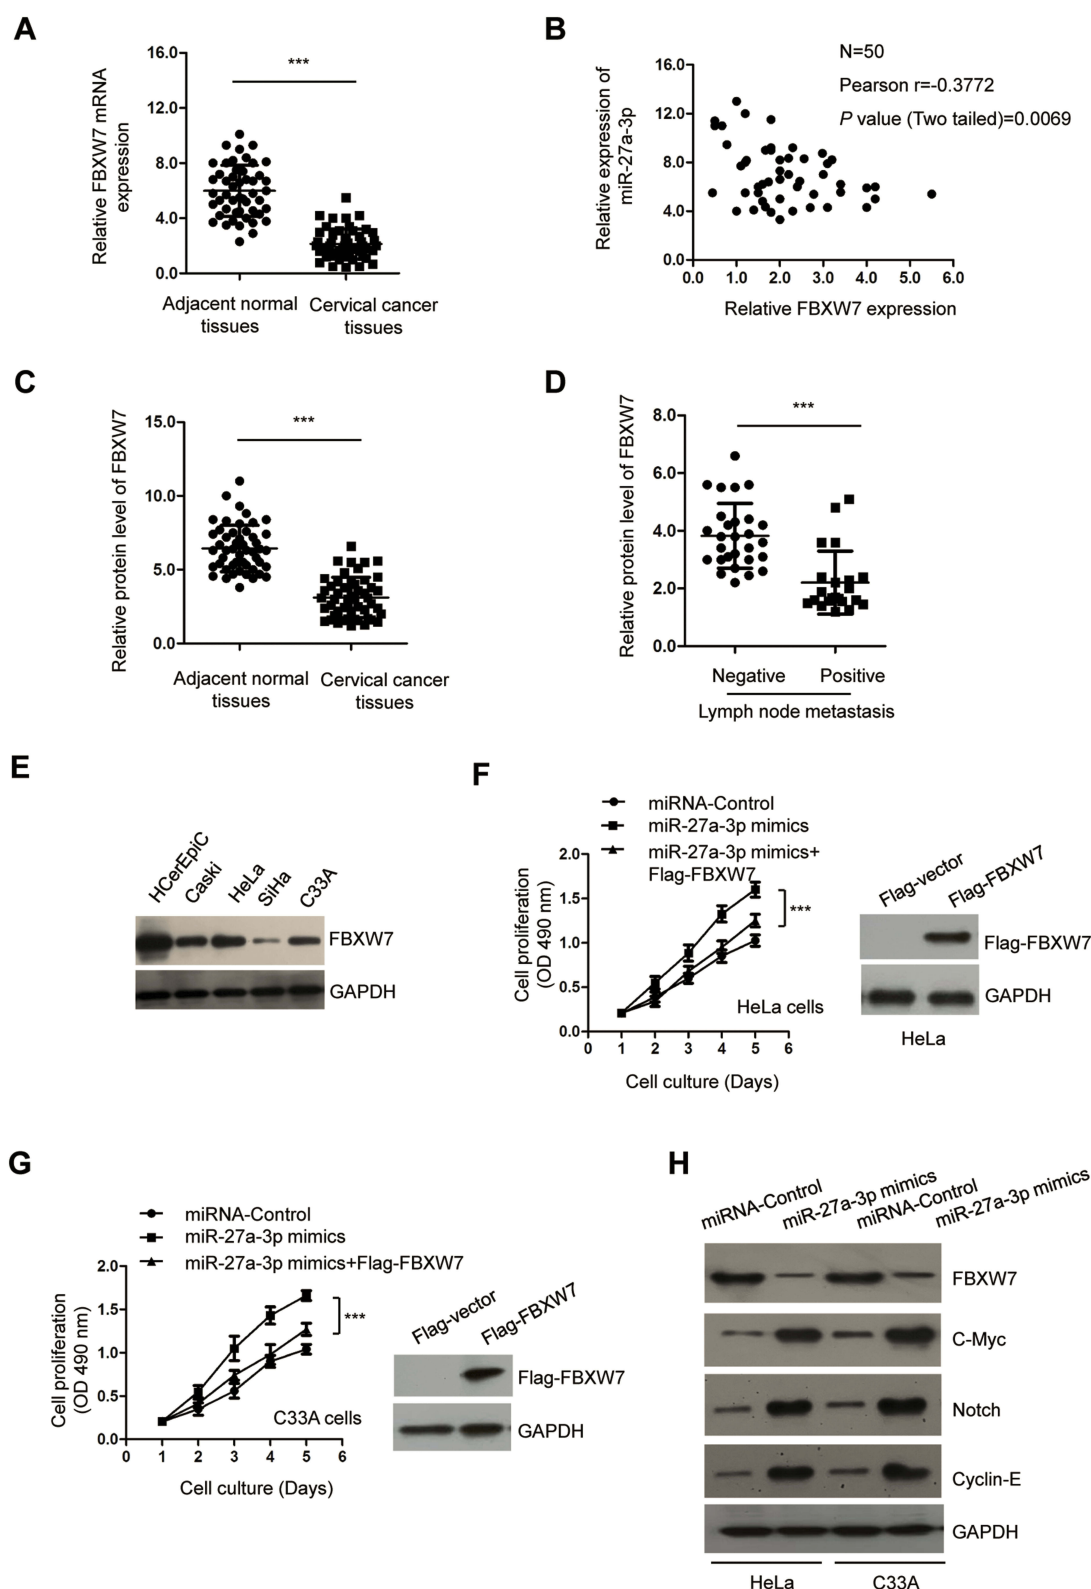 A
Relative FBXW7 mRNA
expression
16.0
12.0
8.0
4.0
0.0
***
Adjacent normal
tissues
Cervical cancer
tissues
B
N=50
Pearson r=-0.3772
P value (Two tailed)=0.0069
Relative expression of
miR-27a-3p
16.0
12.0
8.0
4.0
0.0
0.0 1.0 2.0 3.0 4.0 5.0 6.0
Relative FBXW7 expression
C
Relative protein level of FBXW7
15.0
10.0
5.0
0.0
***
Adjacent normal
tissues
Cervical cancer
tissues
D
Relative protein level of FBXW7
8.0
6.0
4.0
2.0
0.0
***
Negative Positive
Lymph node metastasis
E
HCerEpiC
Caski
HeLa
SiHa
C33A
FBXW7
GAPDH
F
miRNA-Control
miR-27a-3p mimics
miR-27a-3p mimics+
Flag-FBXW7
Cell proliferation
(OD 490 nm)
2.0
1.5
1.0
0.5
0.0
***
HeLa cells
0 1 2 3 4 5 6
Cell culture (Days)
Flag-vector
Flag-FBXW7
Flag-FBXW7
GAPDH
HeLa
G
miRNA-Control
miR-27a-3p mimics
miR-27a-3p mimics+Flag-FBXW7
Cell proliferation
(OD 490 nm)
2.0
1.5
1.0
0.5
0.0
***
C33A cells
0 1 2 3 4 5 6
Cell culture (Days)
Flag-vector
Flag-FBXW7
Flag-FBXW7
GAPDH
H
miRNA-Control
miR-27a-3p mimics
miRNA-Control
miR-27a-3p mimics
FBXW7
C-Myc
Notch
Cyclin-E
GAPDH
HeLa C33A